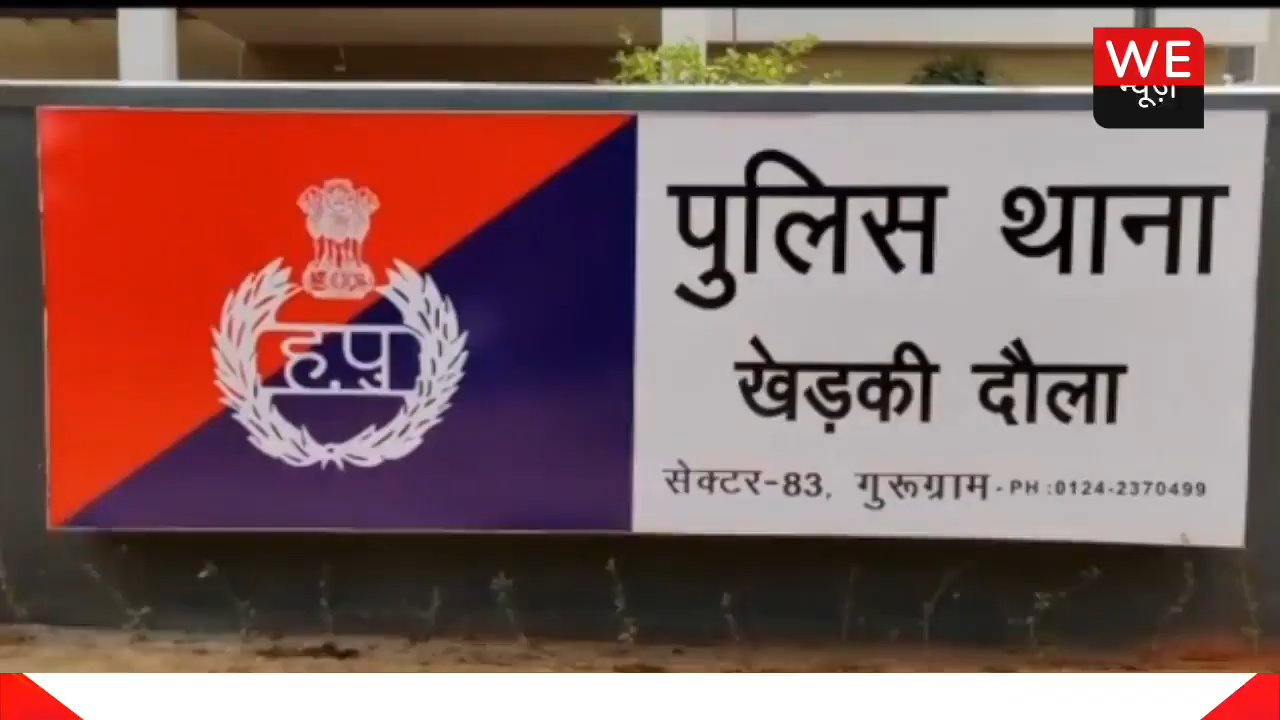 WE
न्यूज़
पुलिस थाना
खेड़की दौला
सेक्टर-83, गुरूग्राम - PH :0124-2370499
ह.पु